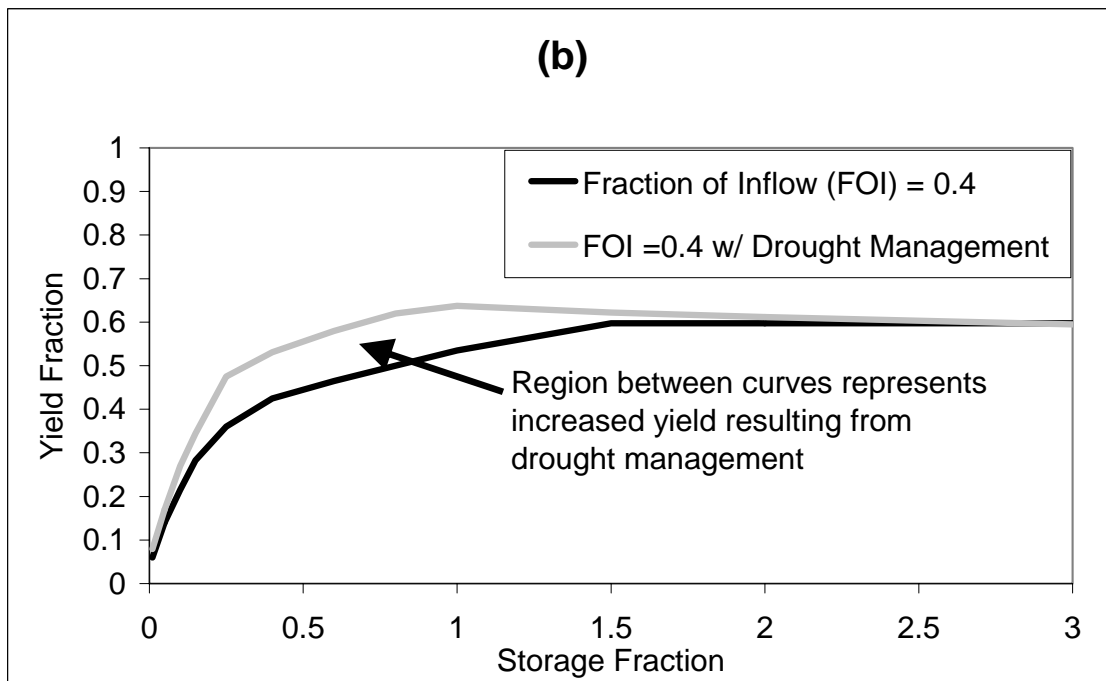 (b)
1
0.9
0.8
0.7
0.6
0.5
0.4
0.3
0.2
0.1
0
Yield Fraction
Fraction of Inflow (FOI) = 0.4
FOI =0.4 w/ Drought Management
Region between curves represents
increased yield resulting from
drought management
0 0.5 1 1.5 2 2.5 3
Storage Fraction